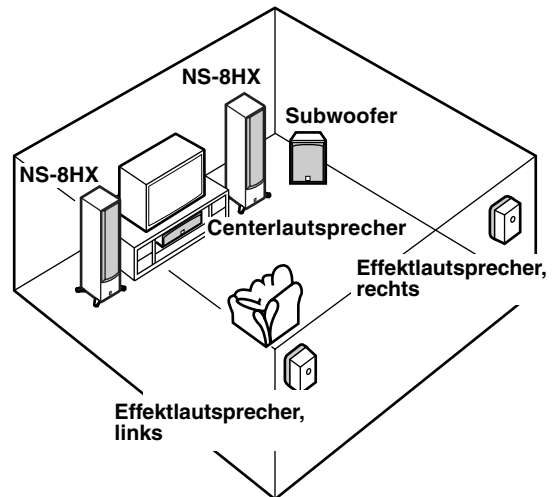 NS-8HX
Subwoofer
NS-8HX
Centerlautsprecher
Effektlautsprecher,
rechts
Effektlautsprecher,
links